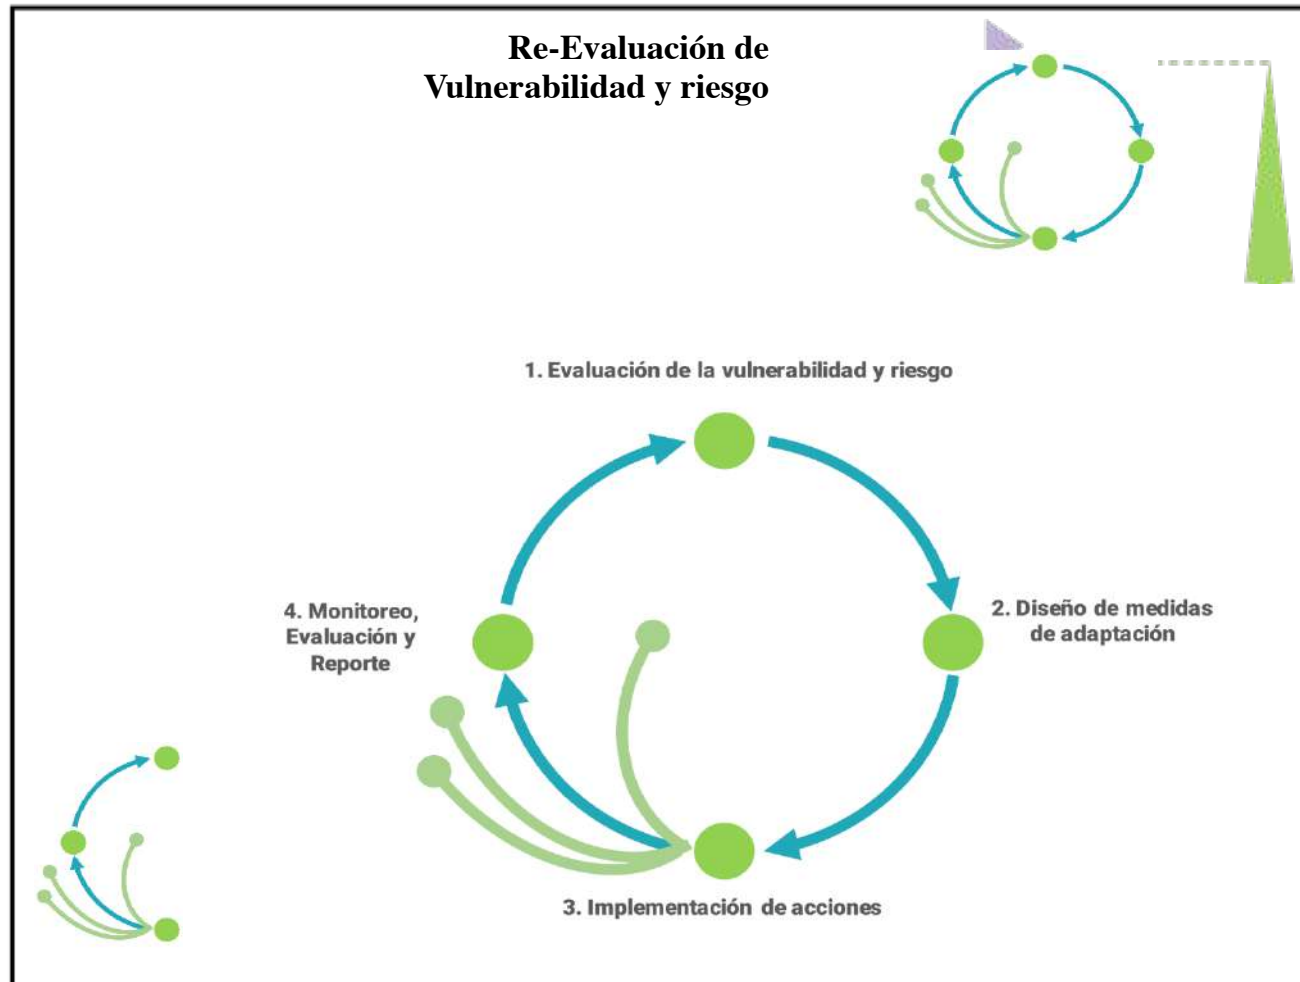 Re-Evaluación de
Vulnerabilidad y riesgo
1. Evaluación de la vulnerabilidad y riesgo
2. Diseño de medidas
de adaptación
4. Monitoreo,
Evaluación y
Reporte
3. Implementación de acciones